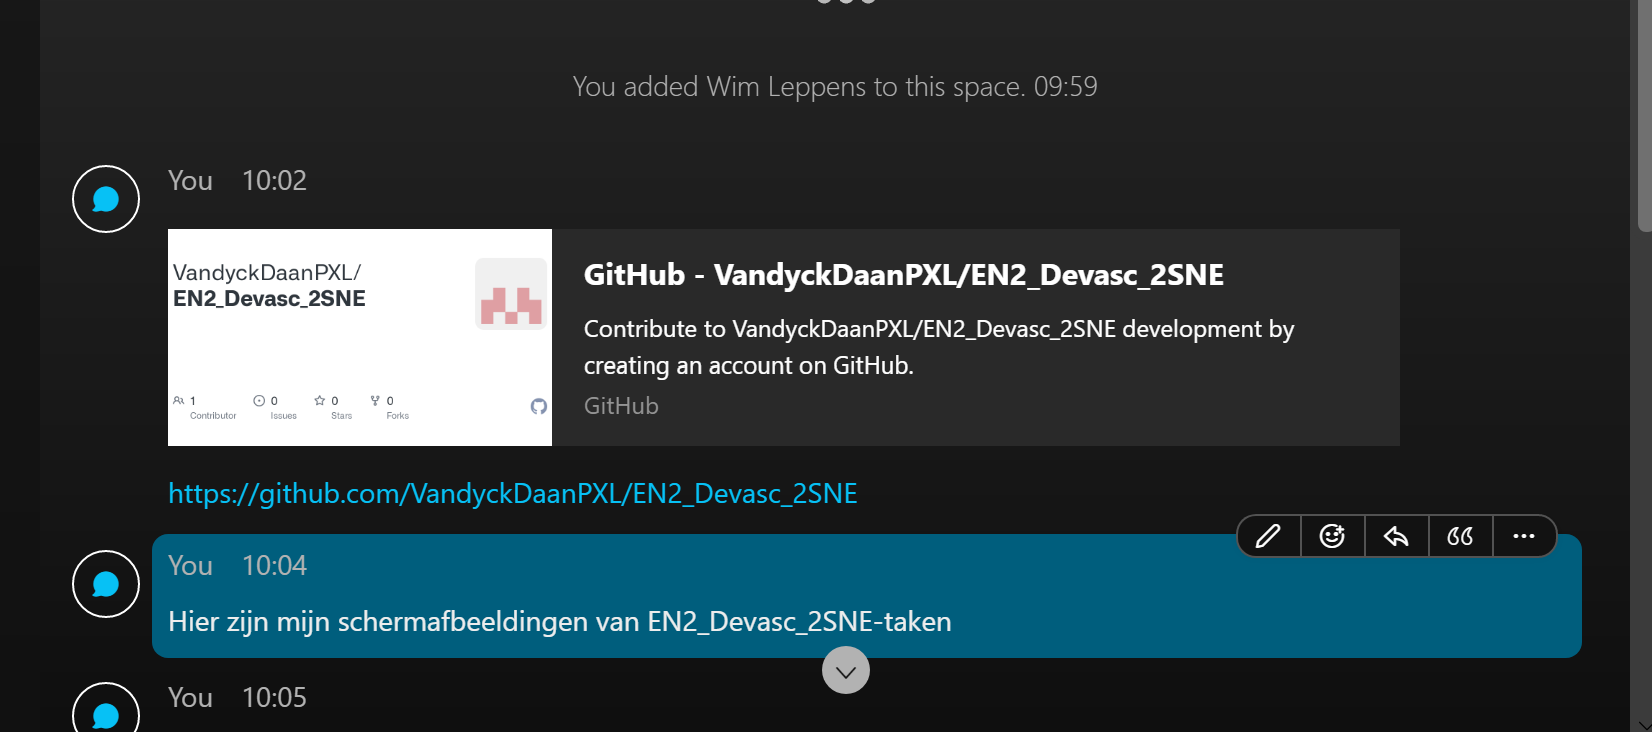 You added Wim Leppens to this space. 09:59
You 10:02
VandyckDaanPXL/
EN2_Devasc_2SNE
1 Contributor
0 Issues
0 Stars
0 Forks
GitHub - VandyckDaanPXL/EN2_Devasc_2SNE
Contribute to VandyckDaanPXL/EN2_Devasc_2SNE development by
creating an account on GitHub.
GitHub
https://github.com/VandyckDaanPXL/EN2_Devasc_2SNE
You 10:04
Hier zijn mijn schermafbeeldingen van EN2_Devasc_2SNE-taken
You 10:05